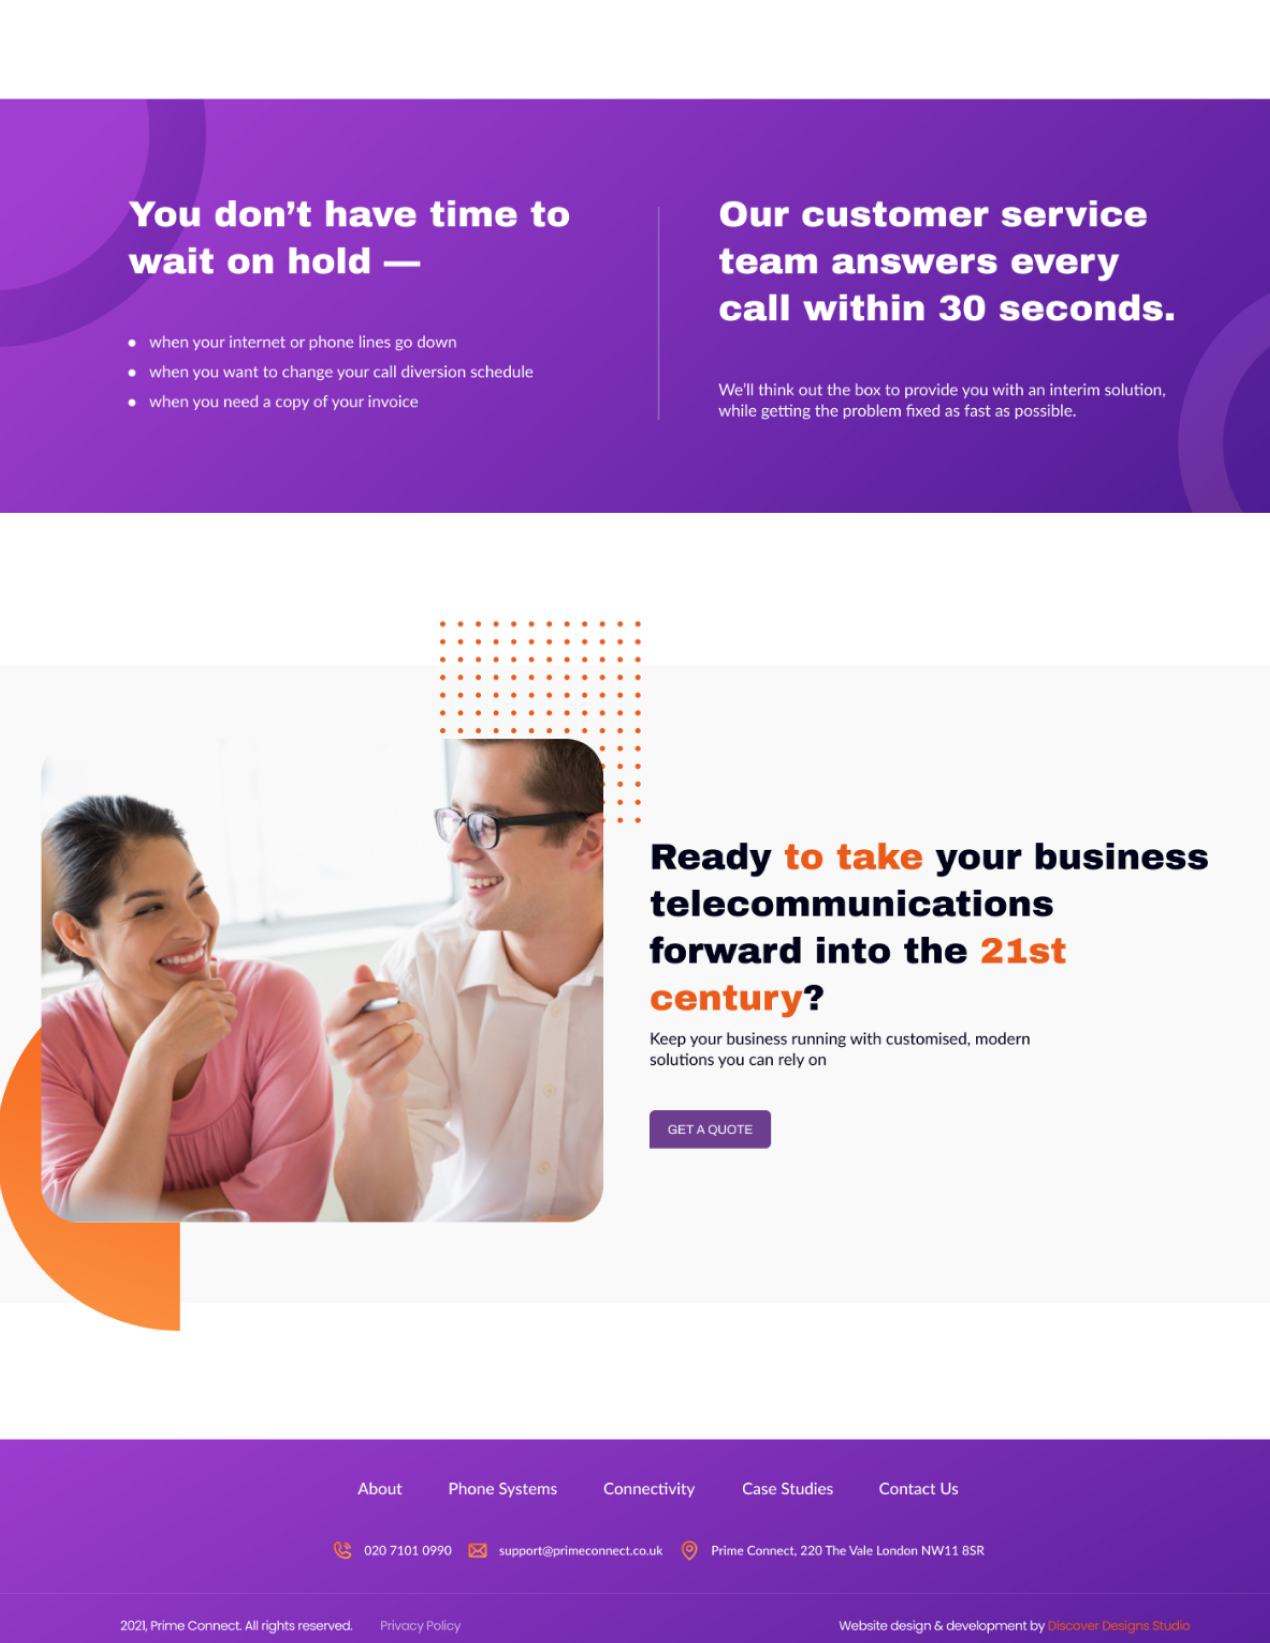 You don't have time to
wait on hold —
• when your internet or phone lines go down
• when you want to change your call diversion schedule
• when you need a copy of your invoice
Our customer service
team answers every
call within 30 seconds.
We'll think out the box to provide you with an interim solution,
while getting the problem fixed as fast as possible.
Ready to take your business
telecommunications
forward into the 21st
century?
Keep your business running with customised, modern
solutions you can rely on
GET A QUOTE
About Phone Systems Connectivity Case Studies Contact Us
020 7101 0990 support@primeconnect.co.uk Prime Connect, 220 The Vale London NW11 8SR
2021, Prime Connect. All rights reserved. Privacy Policy Website design & development by Discover Designs Studio